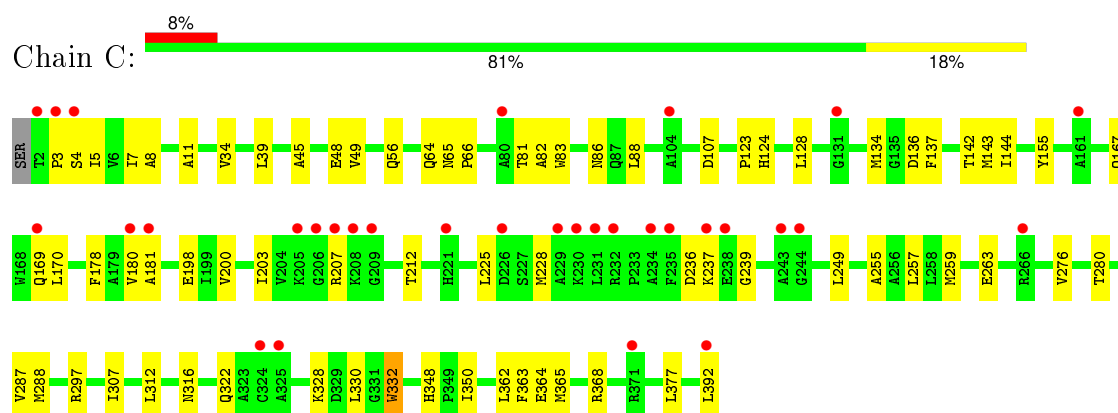 8%
Chain C:
81% 18%
SER T2 P3 S4 I5 V6 I7 A8 A11 V34 L39 A45 E48 V49 Q56 Q64 N65 P66 A80 T81 A82 W83 N86 Q87 L88 A104 D107 P123 H124 L128 G131 M134 G135 D136 F137 T142 M143 I144 Y155 A161 Q167
W168 Q169 L170 F178 A179 V180 A181 E198 I199 V200 I203 V204 K205 G206 R207 K208 G209 T212 H221 L225 D226 S227 M228 A229 K230 L231 R232 P233 A234 F235 D236 K237 E238 G239 A243 G244 L249 A255 A256 L257 L258 M259 E263 R266 V276 T280
V287 M288 R297 I307 L312 N316 Q322 A323 C324 A325 K328 D329 L330 G331 W332 H348 P349 I350 L362 F363 E364 M365 R368 R371 L377 L392